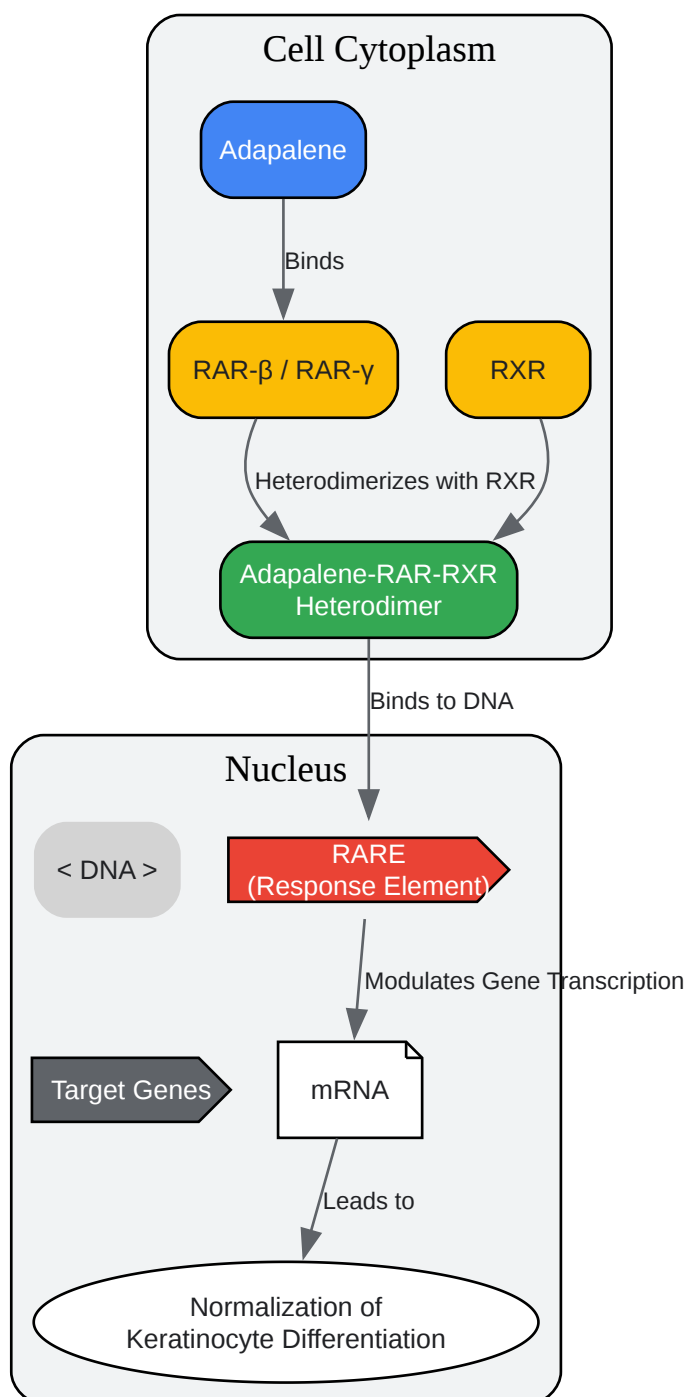 Cell Cytoplasm
Adapalene
Binds
RAR-β / RAR-γ
RXR
Heterodimerizes with RXR
Adapalene-RAR-RXR
Heterodimer
Binds to DNA
Nucleus
< DNA >
RARE
(Response Element)
Modulates Gene Transcription
Target Genes
mRNA
Leads to
Normalization of
Keratinocyte Differentiation